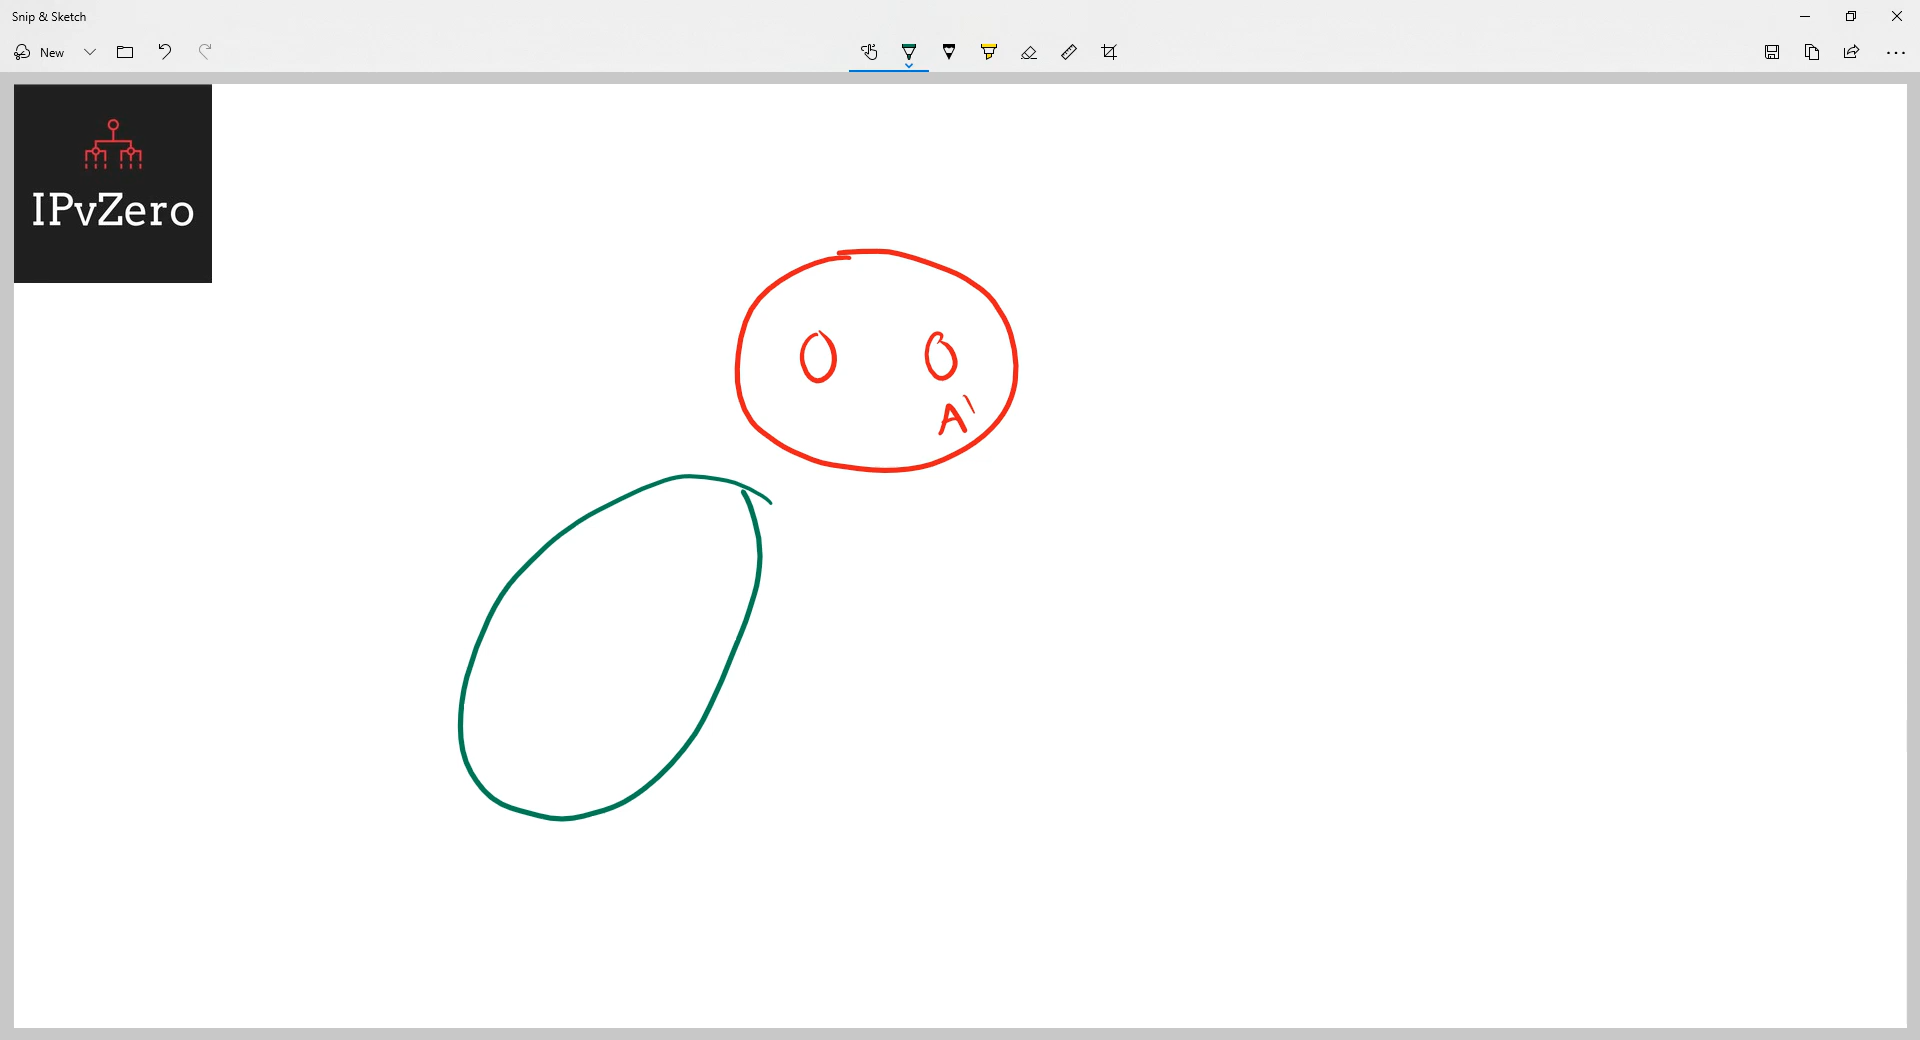 Snip & Sketch
New
IPvZero
O O
A'